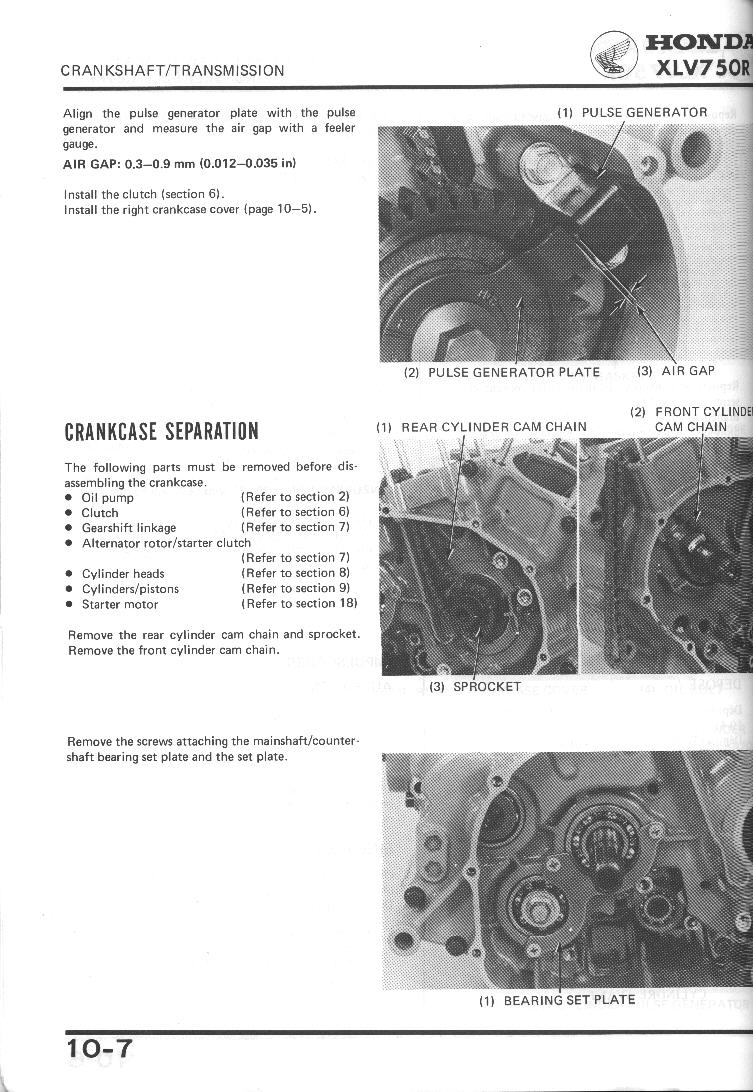 CRANKSHAFT/TRANSMISSION
HONDA
XLV750R
Align the pulse generator plate with the pulse
generator and measure the air gap with a feeler
gauge.
AIR GAP: 0.3—0.9 mm (0.012—0.035 in)
Install the clutch (section 6).
Install the right crankcase cover (page 10—5).
(1) PULSE GENERATOR
(2) PULSE GENERATOR PLATE
(3) AIR GAP
CRANKCASE SEPARATION
The following parts must be removed before dis-
assembling the crankcase.
● Oil pump (Refer to section 2)
● Clutch (Refer to section 6)
● Gearshift linkage (Refer to section 7)
● Alternator rotor/starter clutch
(Refer to section 7)
● Cylinder heads (Refer to section 8)
● Cylinders/pistons (Refer to section 9)
● Starter motor (Refer to section 18)
Remove the rear cylinder cam chain and sprocket.
Remove the front cylinder cam chain.
(1) REAR CYLINDER CAM CHAIN
(2) FRONT CYLINDE
CAM CHAIN
(3) SPROCKET
Remove the screws attaching the mainshaft/counter-
shaft bearing set plate and the set plate.
(1) BEARING SET PLATE
10-7